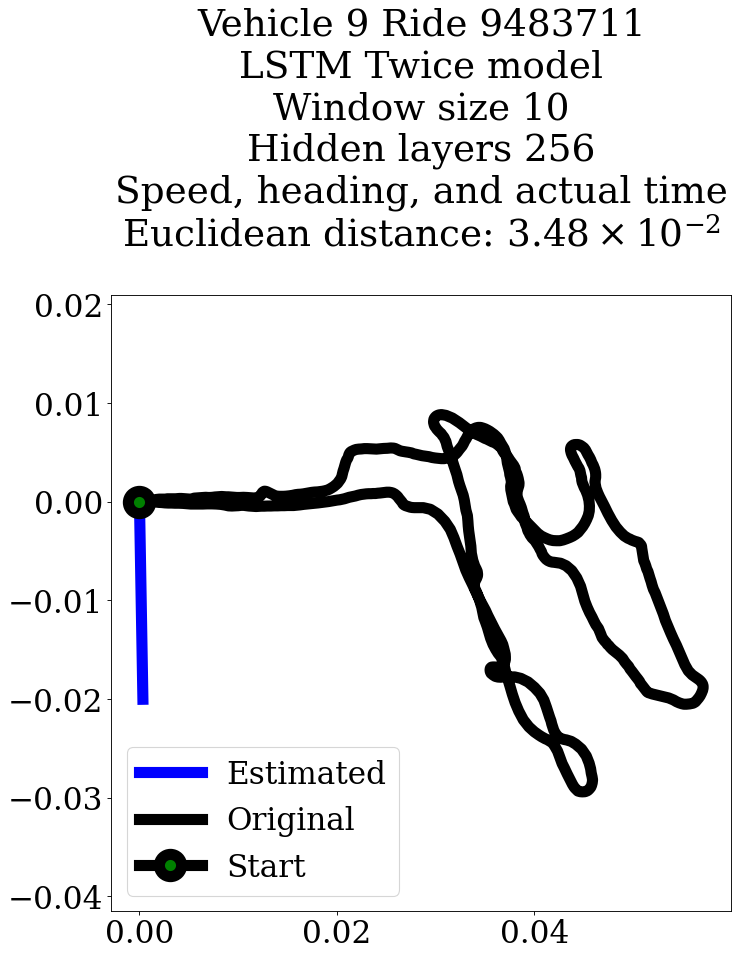 Vehicle 9 Ride 9483711
LSTM Twice model
Window size 10
Hidden layers 256
Speed, heading, and actual time
Euclidean distance: 3.48 × 10⁻²
0.02
0.01
0.00
−0.01
−0.02
−0.03
−0.04
Estimated
Original
Start
0.00 0.02 0.04